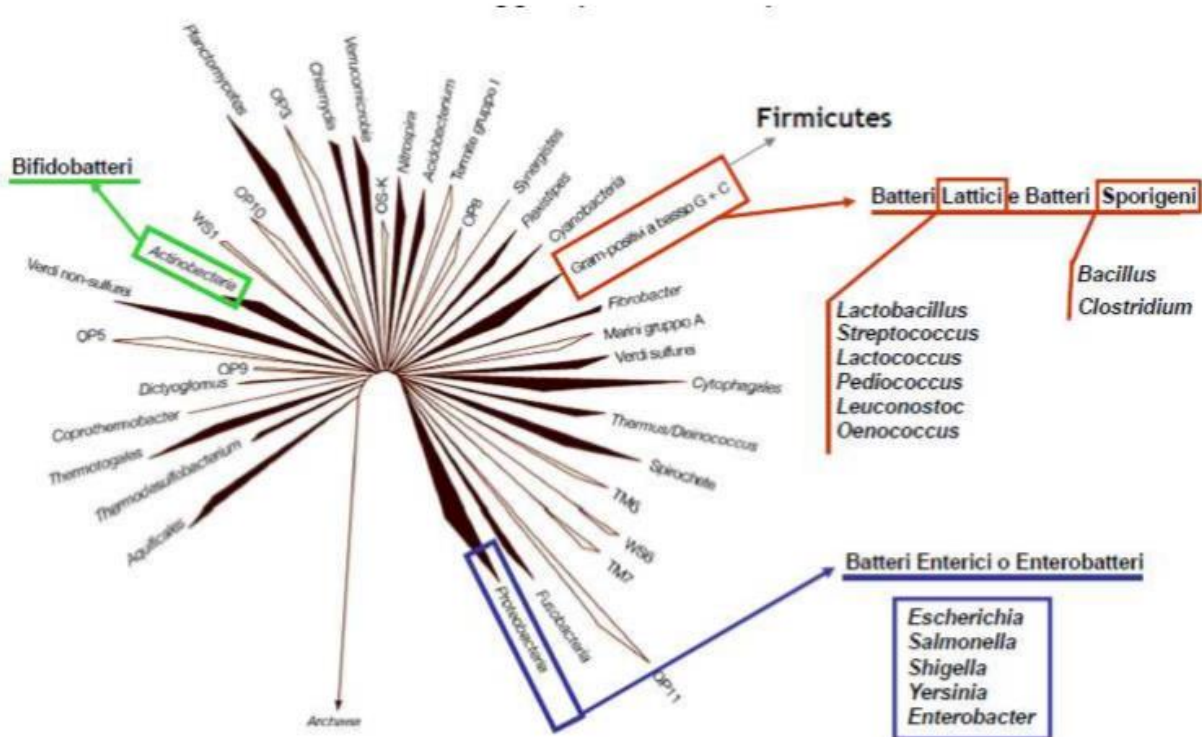 Planctomycetes
OP3
Chlamydia
Verrucomicrobia
OS-K
Nitrospira
Acidobacterium
Termite gruppo I
OP8
Synergistes
Flexistipes
Cyanobacteria
Gram-positivi a basso G + C
Firmicutes
Batteri Lattici e Batteri Sporigeni
Lactobacillus
Streptococcus
Lactococcus
Pediococcus
Leuconostoc
Oenococcus
Bacillus
Clostridium
Fibrobacter
Marini gruppo A
Verdi sulfurei
Cytophagales
Thermus/Deinococcus
Spirochete
TM6
WS6
TM7
OP11
Fusobacteria
Proteobacteria
Batteri Enterici o Enterobatteri
Escherichia
Salmonella
Shigella
Yersinia
Enterobacter
Archaea
Aquificales
Thermodesulfobacterium
Thermotogales
Coprothermobacter
Dictyoglomus
OP9
OP5
Verdi non-sulfurei
Actinobacteria
Bifidobatteri
WS1
OP10